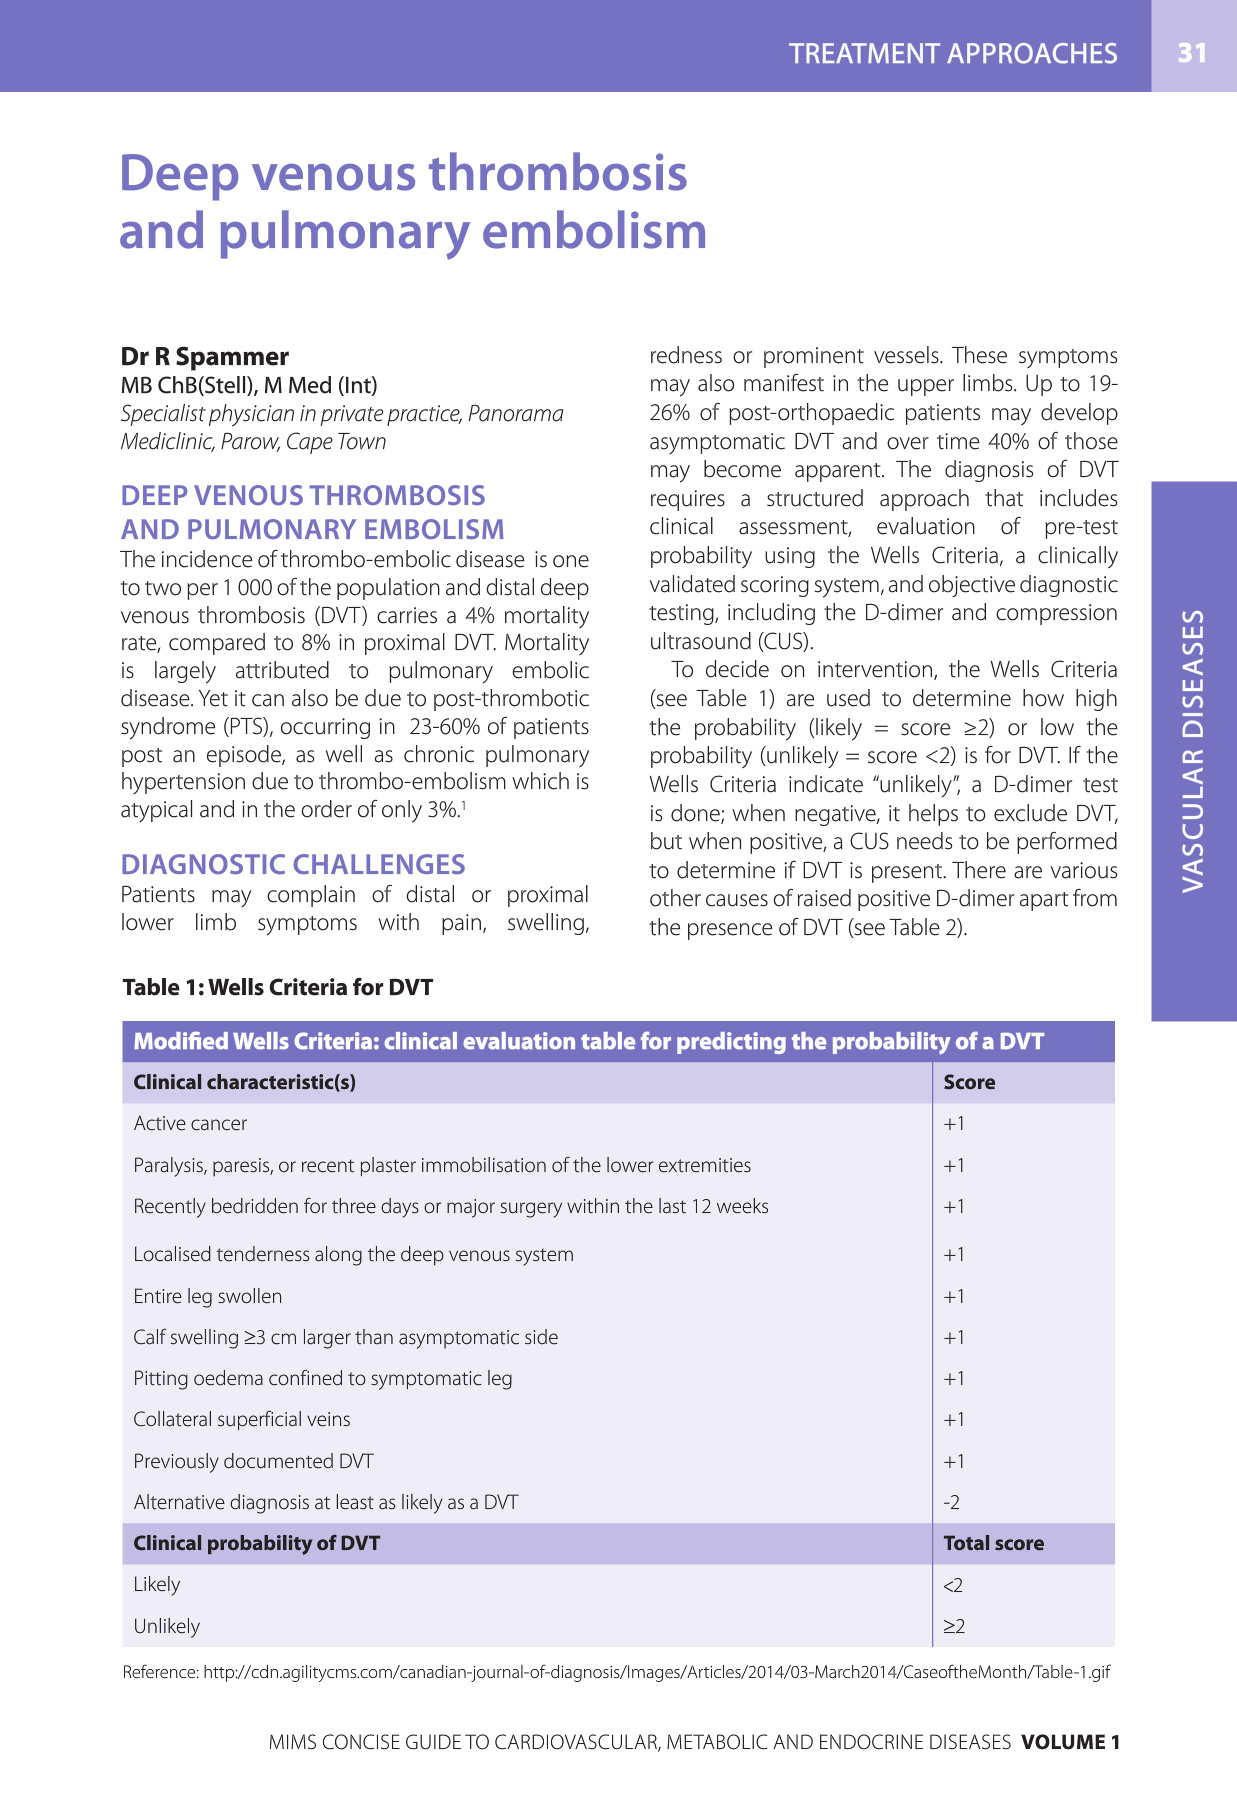 TREATMENT APPROACHES 31
Deep venous thrombosis
and pulmonary embolism
Dr R Spammer
MB ChB(Stell), M Med (Int)
Specialist physician in private practice, Panorama
Mediclinic, Parow, Cape Town
DEEP VENOUS THROMBOSIS
AND PULMONARY EMBOLISM
The incidence of thrombo-embolic disease is one
to two per 1 000 of the population and distal deep
venous thrombosis (DVT) carries a 4% mortality
rate, compared to 8% in proximal DVT. Mortality
is largely attributed to pulmonary embolic
disease. Yet it can also be due to post-thrombotic
syndrome (PTS), occurring in 23-60% of patients
post an episode, as well as chronic pulmonary
hypertension due to thrombo-embolism which is
atypical and in the order of only 3%.¹
DIAGNOSTIC CHALLENGES
Patients may complain of distal or proximal
lower limb symptoms with pain, swelling,
redness or prominent vessels. These symptoms
may also manifest in the upper limbs. Up to 19-
26% of post-orthopaedic patients may develop
asymptomatic DVT and over time 40% of those
may become apparent. The diagnosis of DVT
requires a structured approach that includes
clinical assessment, evaluation of pre-test
probability using the Wells Criteria, a clinically
validated scoring system, and objective diagnostic
testing, including the D-dimer and compression
ultrasound (CUS).
To decide on intervention, the Wells Criteria
(see Table 1) are used to determine how high
the probability (likely = score ≥2) or low the
probability (unlikely = score <2) is for DVT. If the
Wells Criteria indicate “unlikely”, a D-dimer test
is done; when negative, it helps to exclude DVT,
but when positive, a CUS needs to be performed
to determine if DVT is present. There are various
other causes of raised positive D-dimer apart from
the presence of DVT (see Table 2).
VASCULAR DISEASES
Table 1: Wells Criteria for DVT
Modified Wells Criteria: clinical evaluation table for predicting the probability of a DVT
Clinical characteristic(s) Score
Active cancer +1
Paralysis, paresis, or recent plaster immobilisation of the lower extremities +1
Recently bedridden for three days or major surgery within the last 12 weeks +1
Localised tenderness along the deep venous system +1
Entire leg swollen +1
Calf swelling ≥3 cm larger than asymptomatic side +1
Pitting oedema confined to symptomatic leg +1
Collateral superficial veins +1
Previously documented DVT +1
Alternative diagnosis at least as likely as a DVT -2
Clinical probability of DVT Total score
Likely <2
Unlikely ≥2
Reference: http://cdn.agilitycms.com/canadian-journal-of-diagnosis/Images/Articles/2014/03-March2014/CaseoftheMonth/Table-1.gif
MIMS CONCISE GUIDE TO CARDIOVASCULAR, METABOLIC AND ENDOCRINE DISEASES VOLUME 1